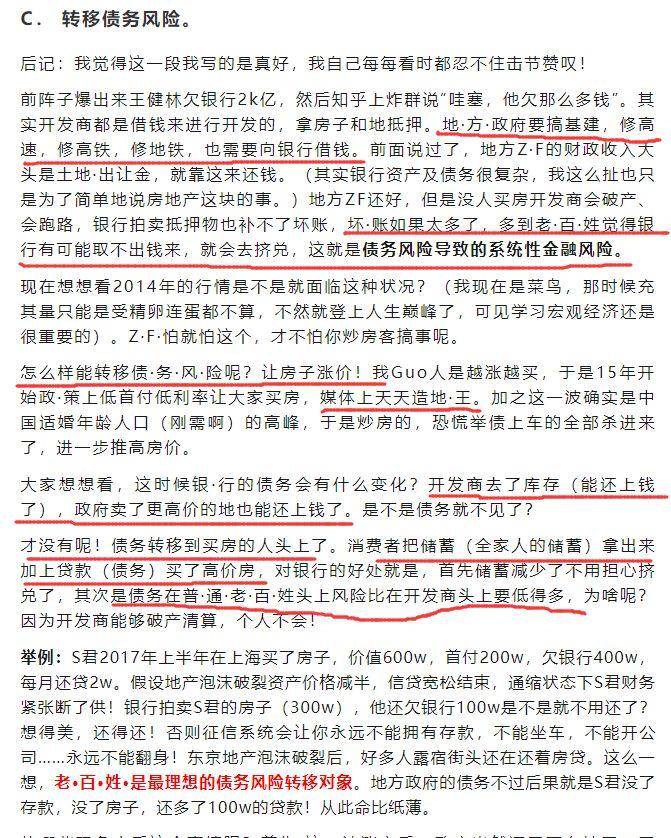 C． 转移债务风险。
后记：我觉得这一段我写的是真好，我自己每每看时都忍不住击节赞叹！
前阵子爆出来王健林欠银行2k亿，然后知乎上炸群说“哇塞，他欠那么多钱”。其
实开发商都是借钱来进行开发的，拿房子和地抵押。地·方·政府要搞基建，修高
速，修高铁，修地铁，也需要向银行借钱。前面说过了，地方Z·F的财政收入大
头是土地·出让金，就靠这来还钱。（其实银行资产及债务很复杂，我这么扯也只
是为了简单地说房地产这块的事。）地方ZF还好，但是没人买房开发商会破产、
会跑路，银行拍卖抵押物也补不了坏账，坏·账如果太多了，多到老·百·姓觉得银
行有可能取不出钱来，就会去挤兑，这就是债务风险导致的系统性金融风险。
现在想想看2014年的行情是不是就面临这种状况？（我现在是菜鸟，那时候充
其量只能是受精卵连蛋都不算，不然就登上人生巅峰了，可见学习宏观经济还是
很重要的）。Z·F·怕就怕这个，才不怕你炒房客搞事呢。
怎么样能转移债·务·风·险呢？让房子涨价！我Guo人是越涨越买，于是15年开
始政·策上低首付低利率让大家买房，媒体上天天造地·王。加之这一波确实是中
国适婚年龄人口（刚需啊）的高峰，于是炒房的，恐慌举债上车的全部杀进来
了，进一步推高房价。
大家想想看，这时候银·行的债务会有什么变化？开发商去了库存（能还上钱
了），政府卖了更高价的地也能还上钱了。是不是债务就不见了？
才没有呢！债务转移到买房的人头上了。消费者把储蓄（全家人的储蓄）拿出来
加上贷款（债务）买了高价房，对银行的好处就是，首先储蓄减少了不用担心挤
兑了，其次是债务在普·通·老·百·姓头上风险比在开发商头上要低得多，为啥呢？
因为开发商能够破产清算，个人不会！
举例：S君2017年上半年在上海买了房子，价值600w，首付200w，欠银行400w，
每月还贷2w。假设地产泡沫破裂资产价格减半，信贷宽松结束，通缩状态下S君财务
紧张断了供！银行拍卖S君的房子（300w），他还欠银行100w是不是就不用还了？
想得美，还得还！否则征信系统会让你永远不能拥有存款，不能坐车，不能开公
司……永远不能翻身！东京地产泡沫破裂后，好多人露宿街头还在还着房贷。这么一
想，老·百·姓·是最理想的债务风险转移对象。地方政府的债务不过后果就是S君没了
存款，没了房子，还多了100w的贷款！从此命比纸薄。